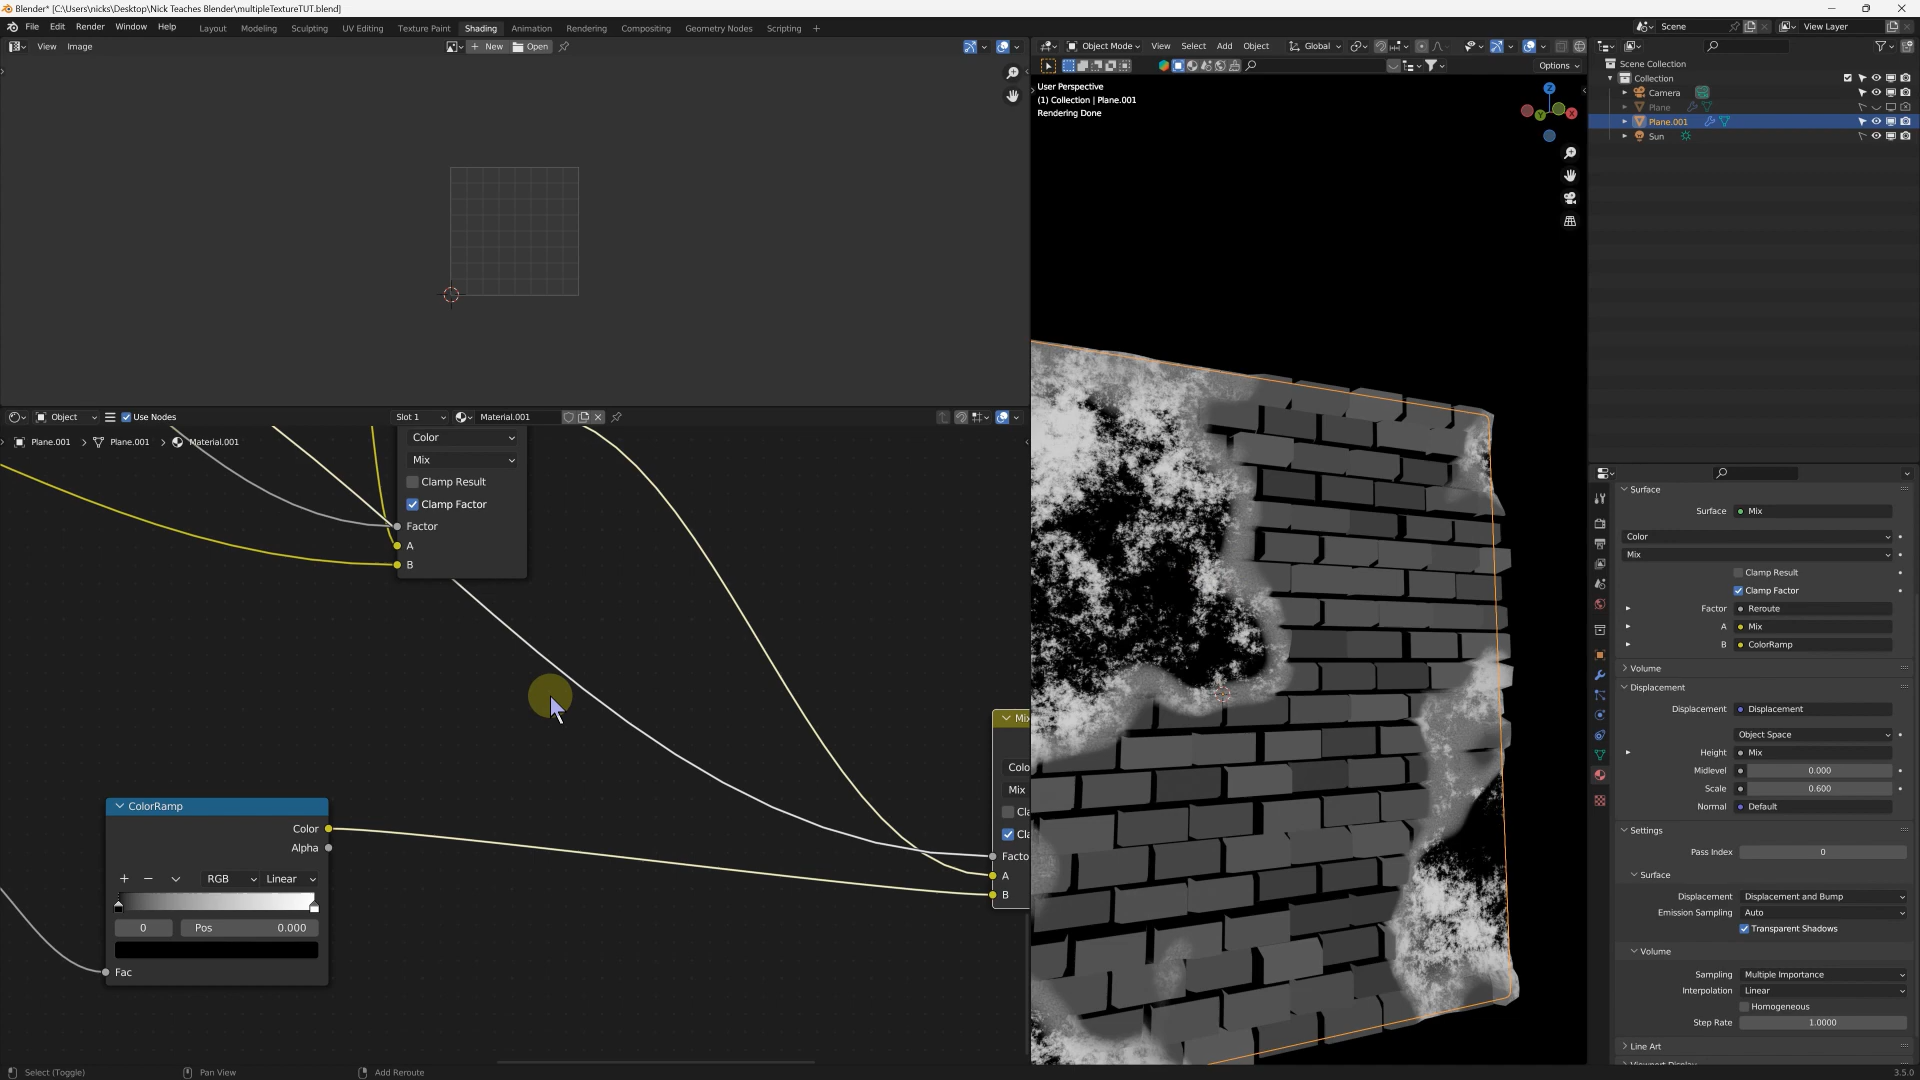 Blender* [C:\Users\nicks\Desktop\Nick Teaches Blender\multipleTextureTUT.blend]
File Edit Render Window Help Layout Modeling Sculpting UV Editing Texture Paint Shading Animation Rendering Compositing Geometry Nodes Scripting +
Scene
View Layer
View Image
New
Open
Object Mode View Select Add Object Global
Options
User Perspective
(1) Collection | Plane.001
Rendering Done
Z
X
Y
Scene Collection
Collection
Camera
Plane
Plane.001
Sun
Object Use Nodes Slot 1 Material.001
Plane.001 > Plane.001 > Material.001
Color
Mix
Clamp Result
Clamp Factor
Factor
A
B
ColorRamp
Color
Alpha
RGB Linear
0 Pos 0.000
Fac
Mix
Colo
Mix
Cla
Cla
Facto
A
B
Surface
Surface Mix
Color
Mix
Clamp Result
Clamp Factor
Factor Reroute
A Mix
B ColorRamp
Volume
Displacement
Displacement Displacement
Object Space
Height Mix
Midlevel 0.000
Scale 0.600
Normal Default
Settings
Pass Index 0
Surface
Displacement Displacement and Bump
Emission Sampling Auto
Transparent Shadows
Volume
Sampling Multiple Importance
Interpolation Linear
Homogeneous
Step Rate 1.0000
Line Art
Select (Toggle) Pan View Add Reroute
3.5.0